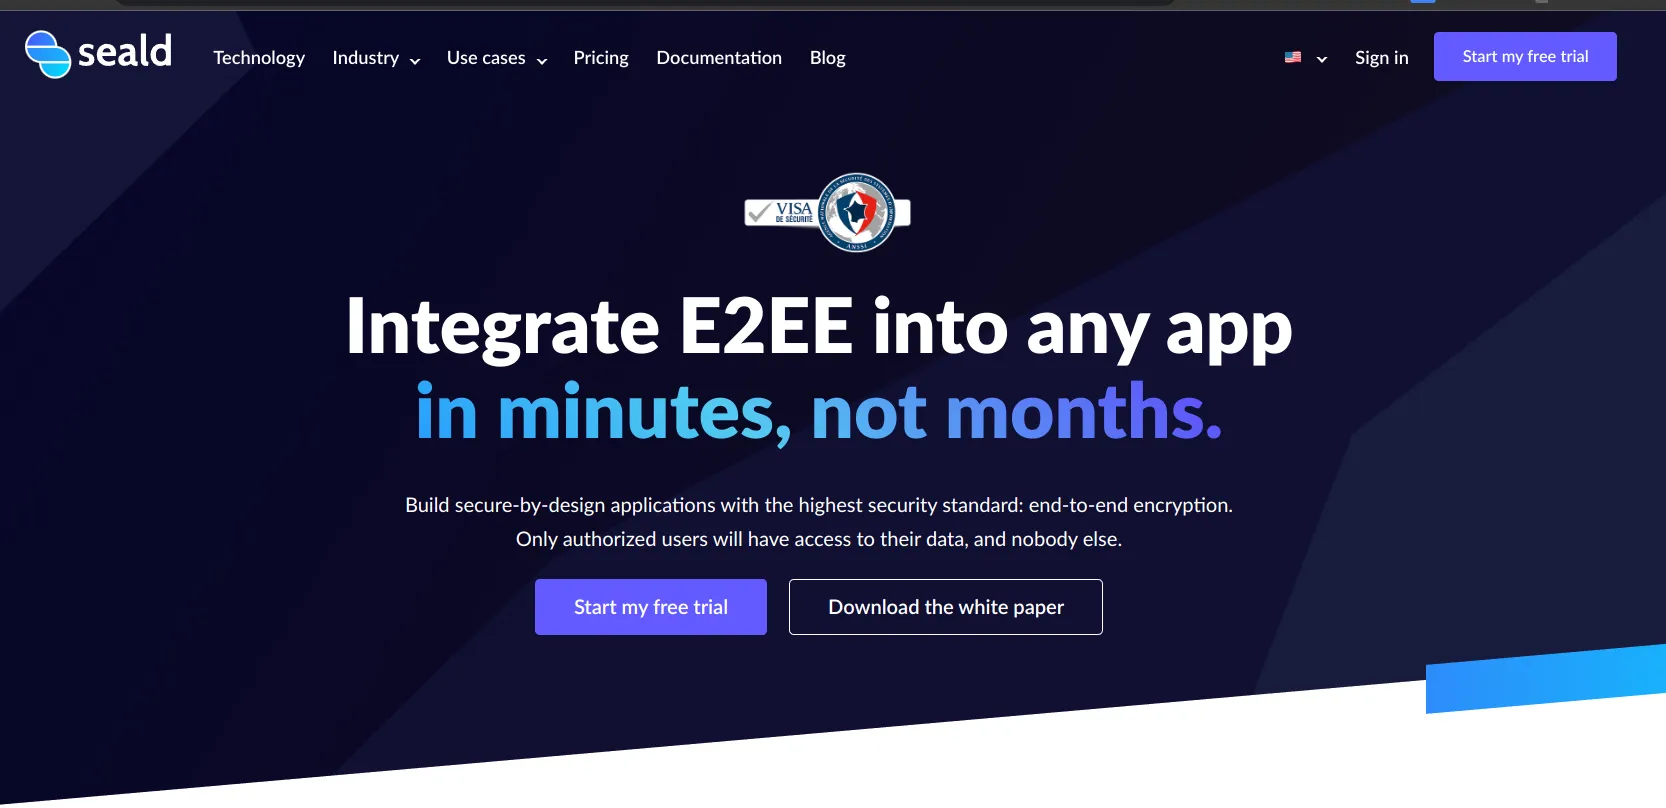 seald
Technology
Industry
Use cases
Pricing
Documentation
Blog
Sign in
Start my free trial
VISA
DE SÉCURITÉ
ANSSI
Integrate E2EE into any app
in minutes, not months.
Build secure-by-design applications with the highest security standard: end-to-end encryption.
Only authorized users will have access to their data, and nobody else.
Start my free trial
Download the white paper